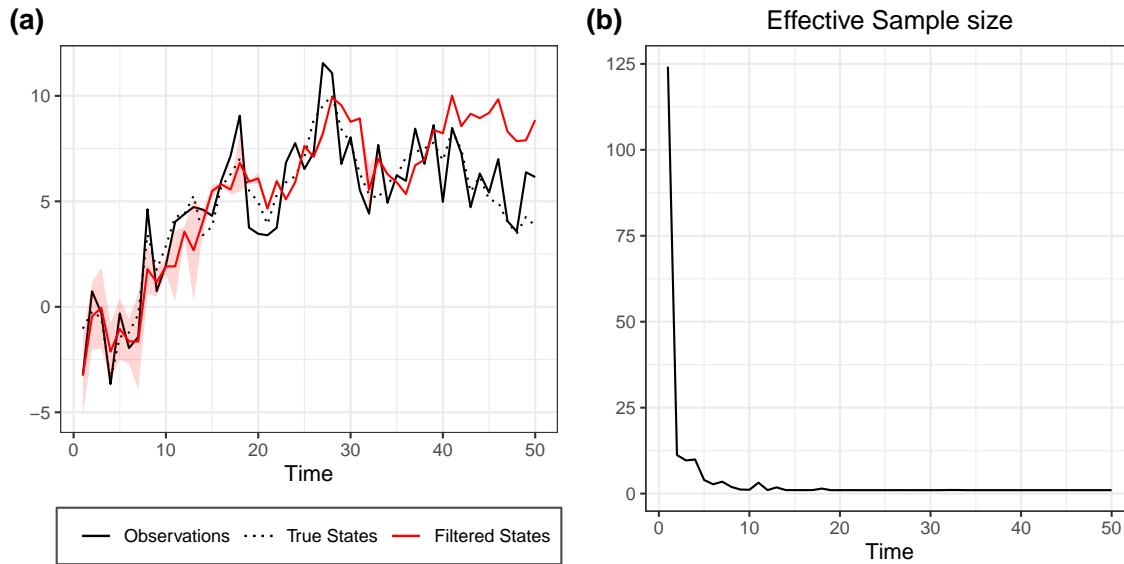 (a)
10
5
0
−5
0 10 20 30 40 50
Time
Observations True States Filtered States
(b) Effective Sample size
125
100
75
50
25
0
0 10 20 30 40 50
Time